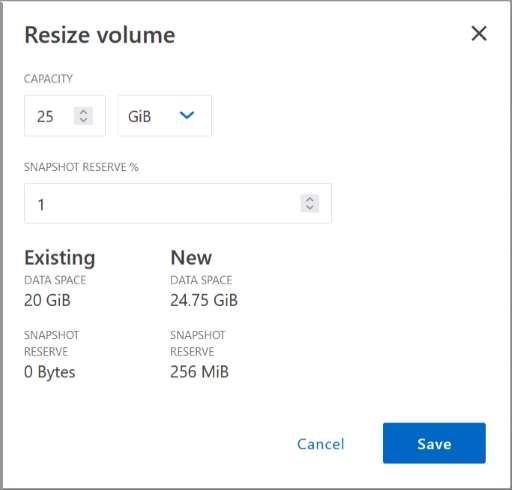 Resize volume
CAPACITY
25 GiB
SNAPSHOT RESERVE %
1
Existing New
DATA SPACE DATA SPACE
20 GiB 24.75 GiB
SNAPSHOT SNAPSHOT
RESERVE RESERVE
0 Bytes 256 MiB
Cancel Save